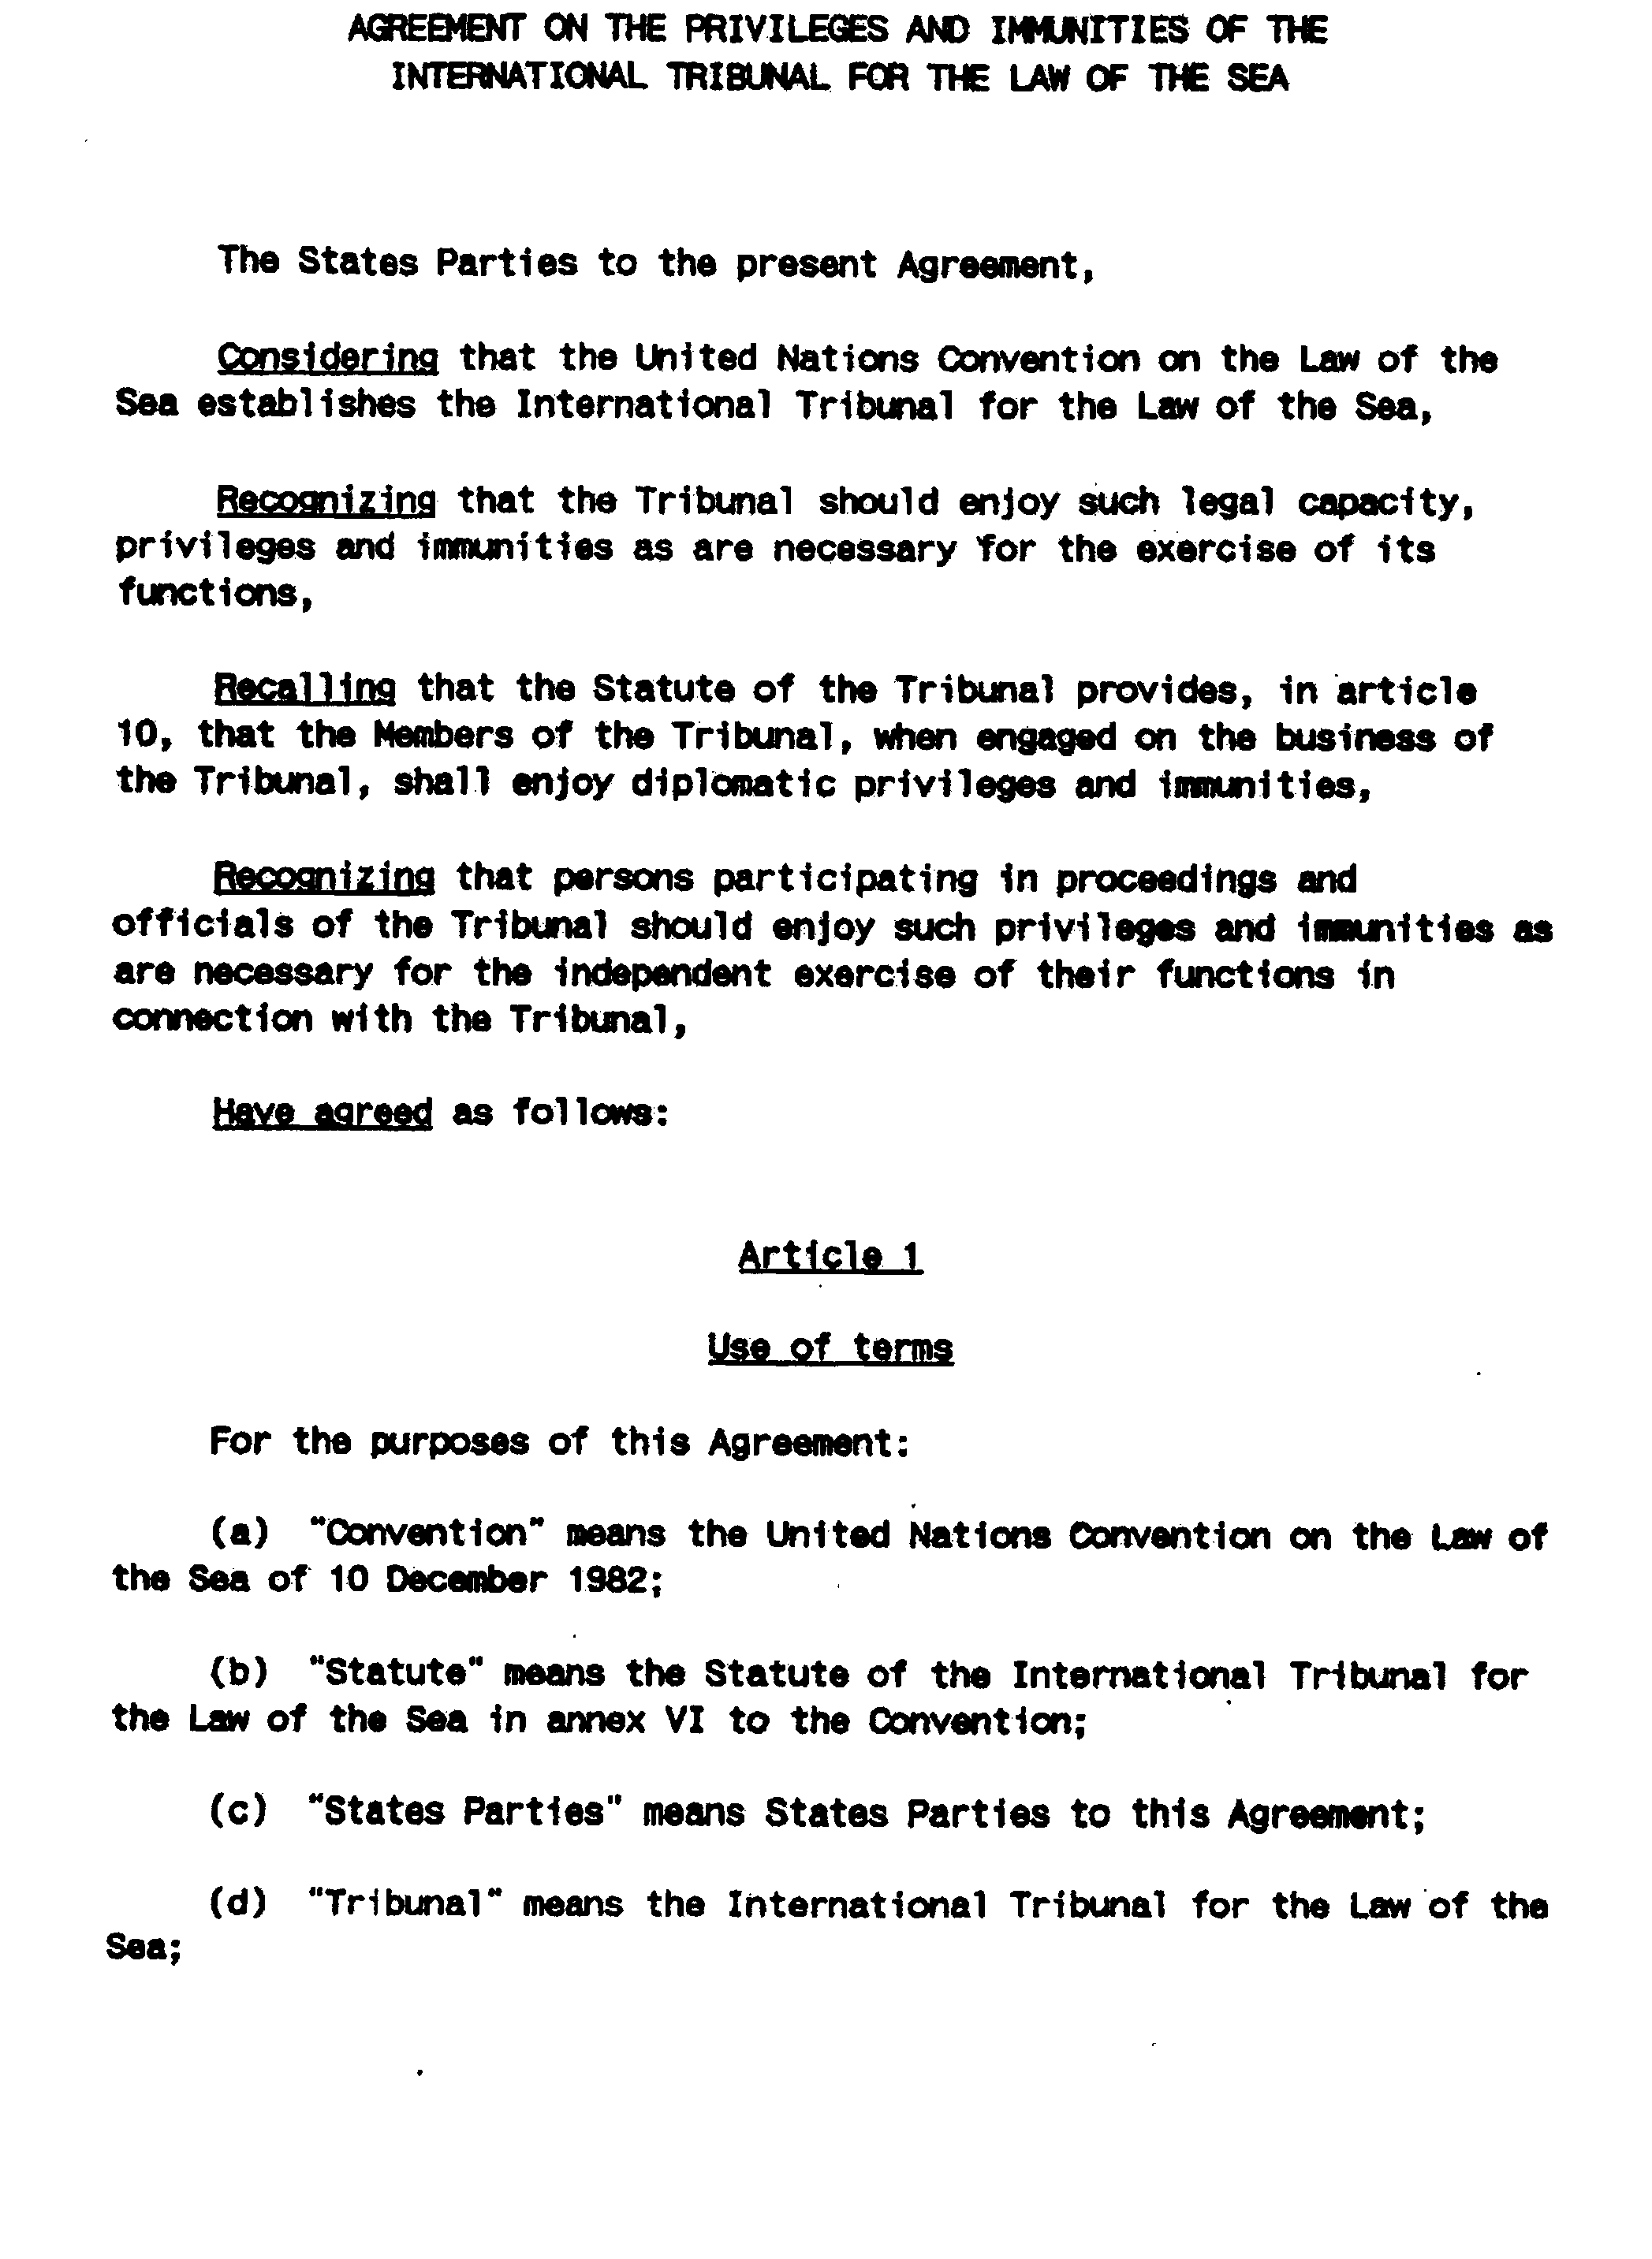 AGREEMENT ON THE PRIVILEGES AND IMMUNITIES OF THE
INTERNATIONAL TRIBUNAL FOR THE LAW OF THE SEA
The States Parties to the present Agreement,
Considering that the United Nations Convention on the Law of the
Sea establishes the International Tribunal for the Law of the Sea,
Recognizing that the Tribunal should enjoy such legal capacity,
privileges and immunities as are necessary for the exercise of its
functions,
Recalling that the Statute of the Tribunal provides, in article
10, that the Members of the Tribunal, when engaged on the business of
the Tribunal, shall enjoy diplomatic privileges and immunities,
Recognizing that persons participating in proceedings and
officials of the Tribunal should enjoy such privileges and immunities as
are necessary for the independent exercise of their functions in
connection with the Tribunal,
Have agreed as follows:
Article 1
Use of terms
For the purposes of this Agreement:
(a) "Convention" means the United Nations Convention on the Law of
the Sea of 10 December 1982;
(b) "Statute" means the Statute of the International Tribunal for
the Law of the Sea in annex VI to the Convention;
(c) "States Parties" means States Parties to this Agreement;
(d) "Tribunal" means the International Tribunal for the Law of the
Sea;